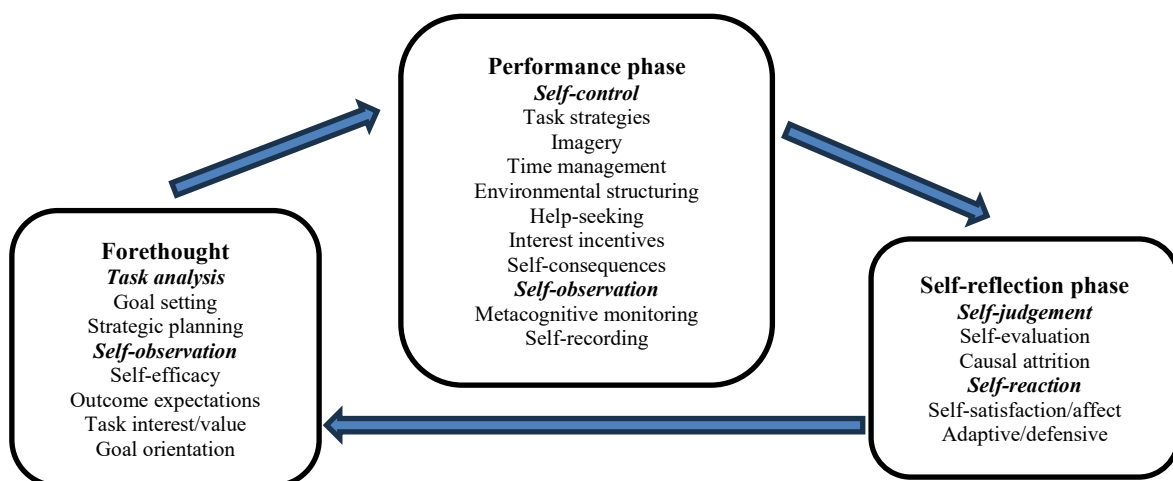 Forethought
Task analysis
Goal setting
Strategic planning
Self-observation
Self-efficacy
Outcome expectations
Task interest/value
Goal orientation
Performance phase
Self-control
Task strategies
Imagery
Time management
Environmental structuring
Help-seeking
Interest incentives
Self-consequences
Self-observation
Metacognitive monitoring
Self-recording
Self-reflection phase
Self-judgement
Self-evaluation
Causal attrition
Self-reaction
Self-satisfaction/affect
Adaptive/defensive